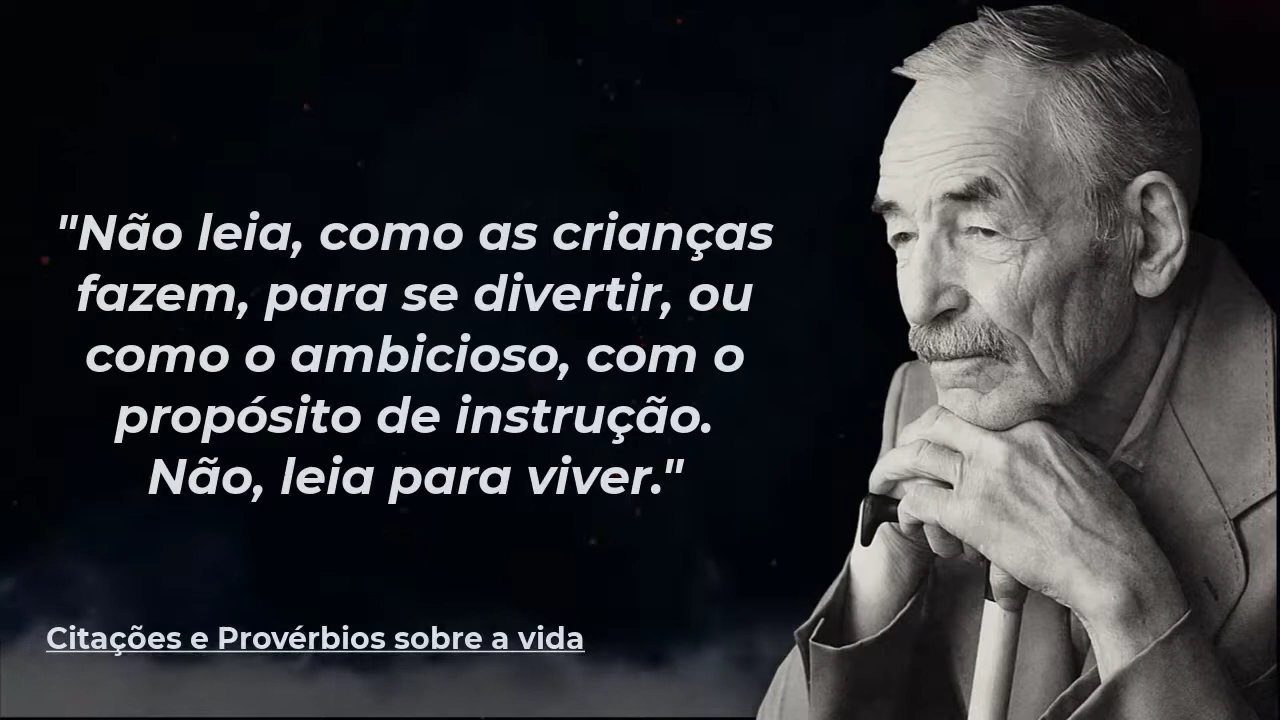 "Não leia, como as crianças
fazem, para se divertir, ou
como o ambicioso, com o
propósito de instrução.
Não, leia para viver."
Citações e Provérbios sobre a vida